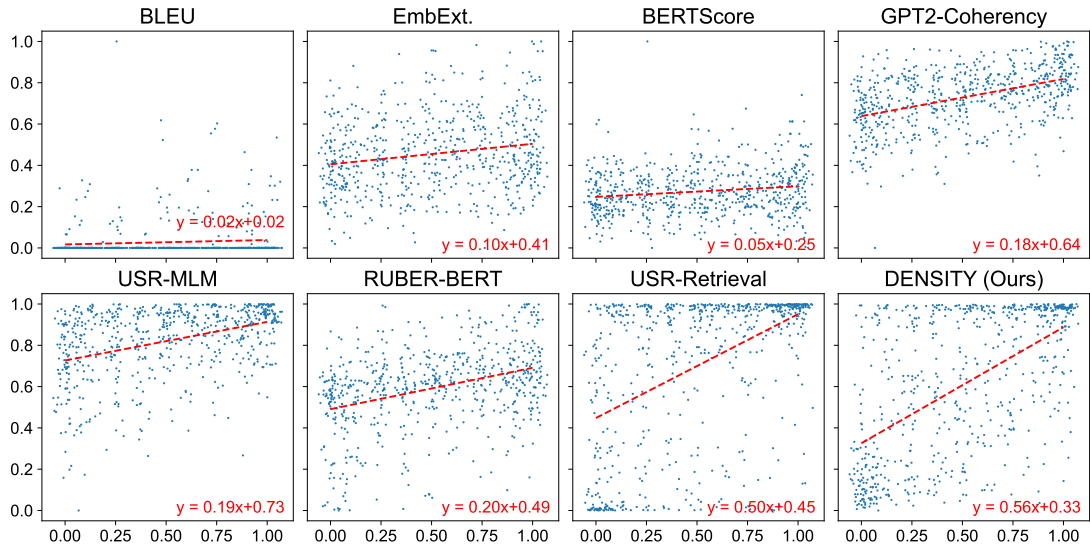 BLEU EmbExt. BERTScore GPT2-Coherency
1.0
0.8
0.6
0.4
0.2
0.0
y = 0.02x+0.02
y = 0.10x+0.41
y = 0.05x+0.25
y = 0.18x+0.64
USR-MLM RUBER-BERT USR-Retrieval DENSITY (Ours)
1.0
0.8
0.6
0.4
0.2
0.0
y = 0.19x+0.73
y = 0.20x+0.49
y = 0.50x+0.45
y = 0.56x+0.33
0.00 0.25 0.50 0.75 1.00 0.00 0.25 0.50 0.75 1.00 0.00 0.25 0.50 0.75 1.00 0.00 0.25 0.50 0.75 1.00